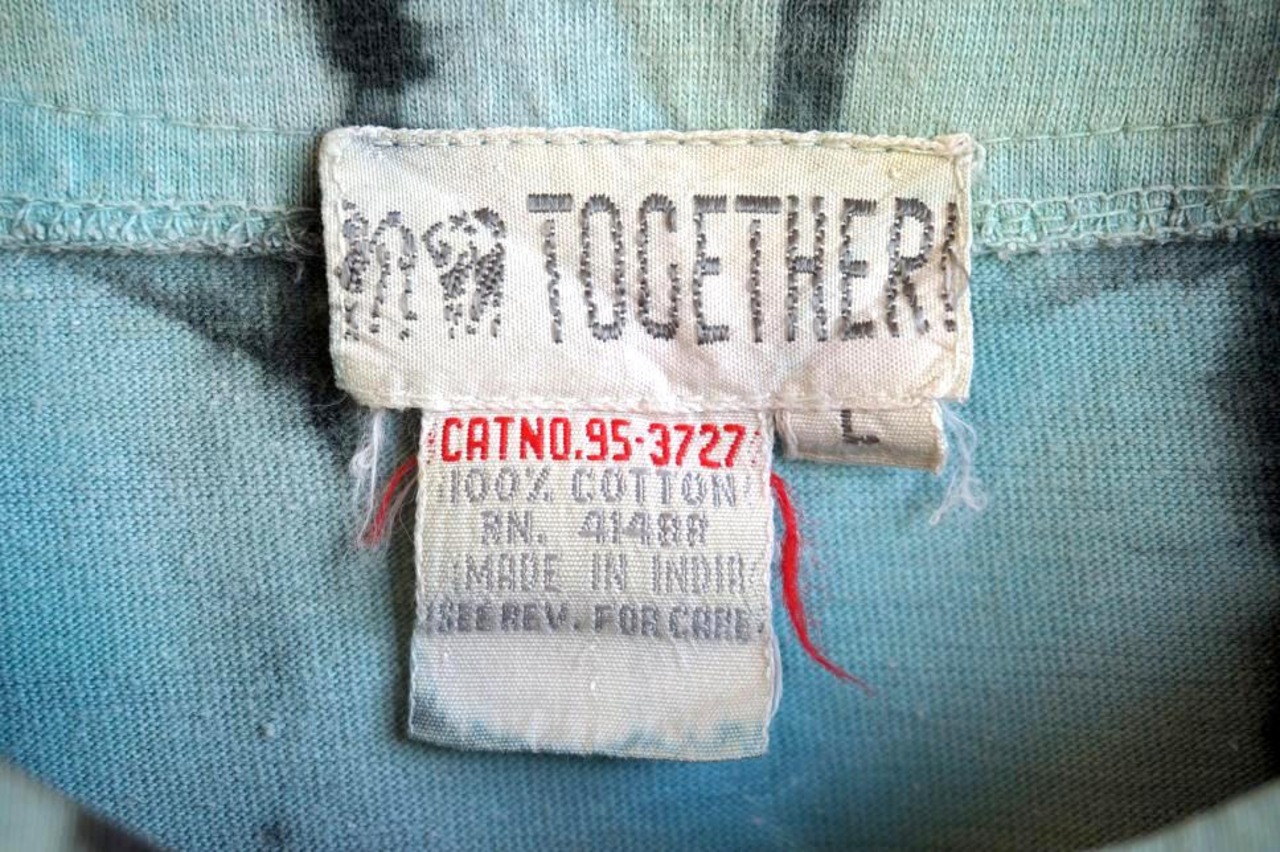 TOGETHER!
L
CAT NO. 95-3727
100% COTTON
RN. 41488
MADE IN INDIA
SEE REV. FOR CARE